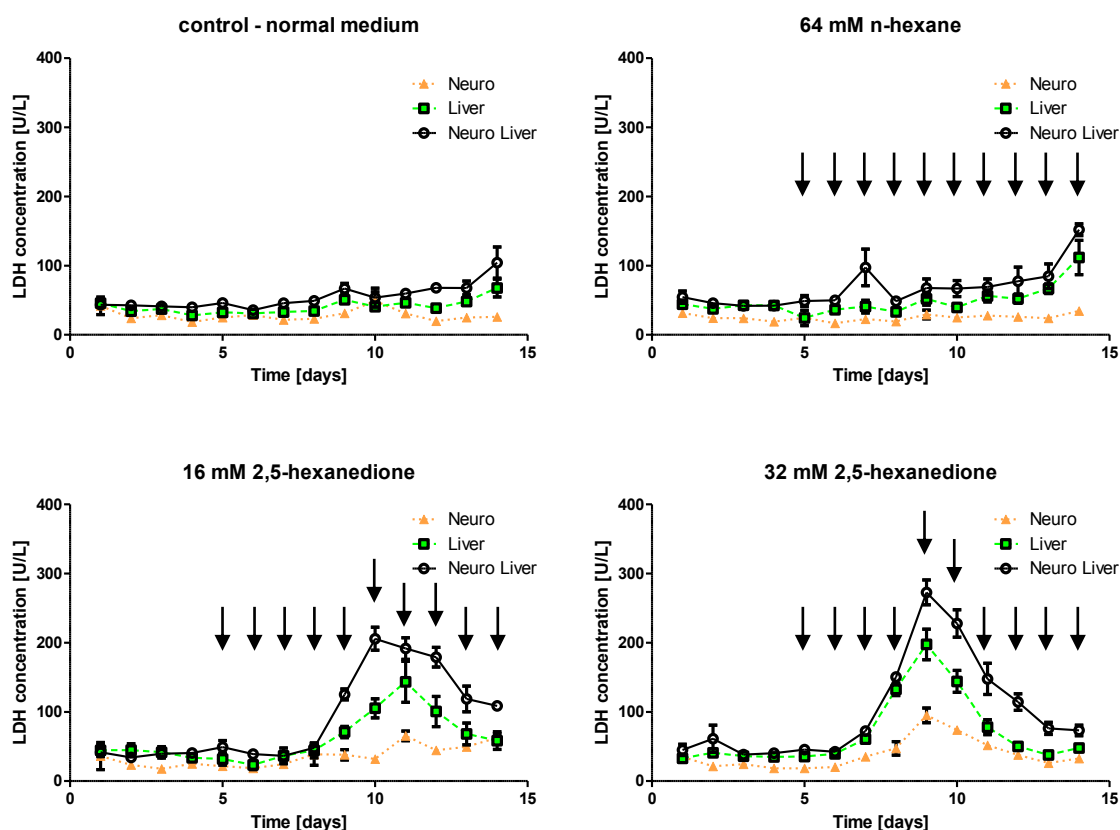 control - normal medium
400
300
200
100
0
LDH concentration [U/L]
Neuro
Liver
Neuro Liver
0 5 10 15
Time [days]
64 mM n-hexane
400
300
200
100
0
LDH concentration [U/L]
Neuro
Liver
Neuro Liver
0 5 10 15
Time [days]
16 mM 2,5-hexanedione
400
300
200
100
0
LDH concentration [U/L]
Neuro
Liver
Neuro Liver
0 5 10 15
Time [days]
32 mM 2,5-hexanedione
400
300
200
100
0
LDH concentration [U/L]
Neuro
Liver
Neuro Liver
0 5 10 15
Time [days]